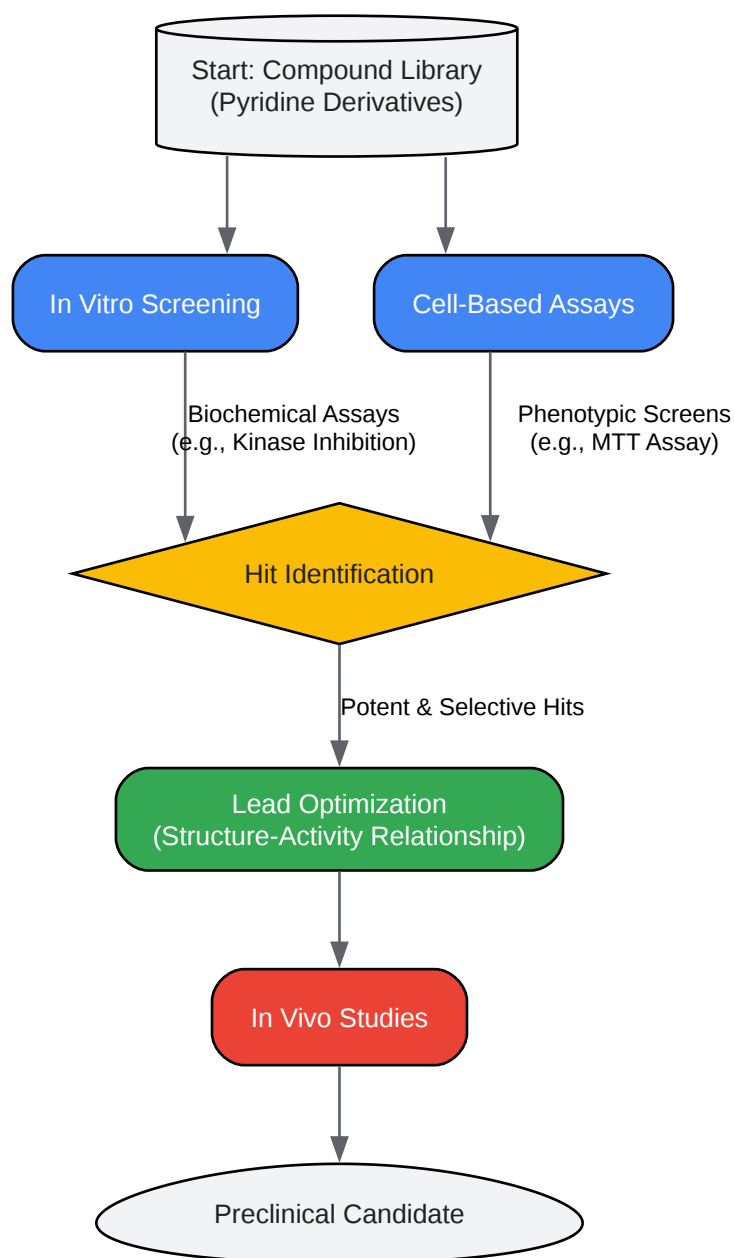 Start: Compound Library
(Pyridine Derivatives)
In Vitro Screening
Cell-Based Assays
Biochemical Assays
(e.g., Kinase Inhibition)
Phenotypic Screens
(e.g., MTT Assay)
Hit Identification
Potent & Selective Hits
Lead Optimization
(Structure-Activity Relationship)
In Vivo Studies
Preclinical Candidate